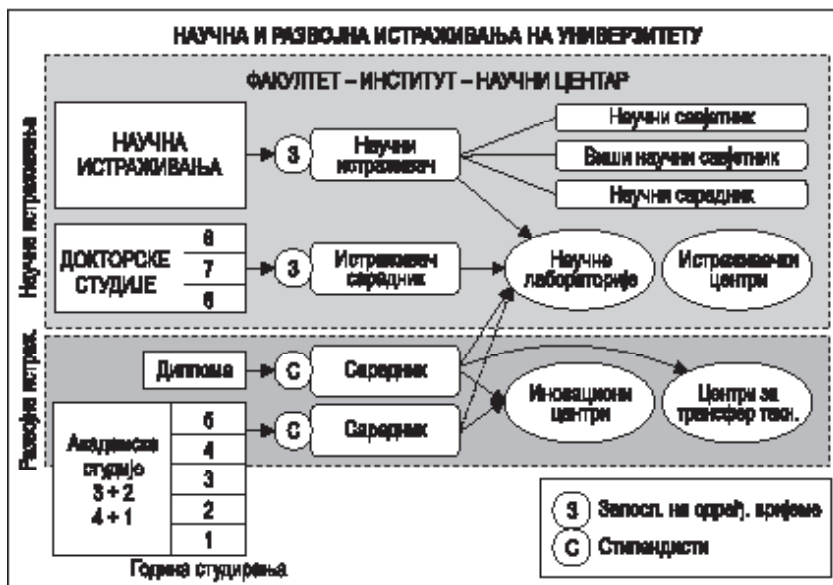 НАУЧНА И РАЗВОЈНА ИСТРАЖИВАЊА НА УНИВЕРЗИТЕТУ
ФАКУЛТЕТ – ИНСТИТУТ – НАУЧНИ ЦЕНТАР
Научна истраживања
НАУЧНА
ИСТРАЖИВАЊА
З
Научни
истраживач
Научни савјетник
Виши научни савјетник
Научни сарадник
ДОКТОРСКЕ
СТУДИЈЕ
8
7
6
З
Истраживач
сарадник
Научне
лабораторије
Истраживачки
центри
Развојна истраж.
Диплома
С
Сарадник
Академске
студије
3 + 2
4 + 1
5
4
3
2
1
С
Сарадник
Иновациони
центри
Центри за
трансфер техн.
Година студирања
З Запосл. на одрађ. вријеме
С Стипендисти